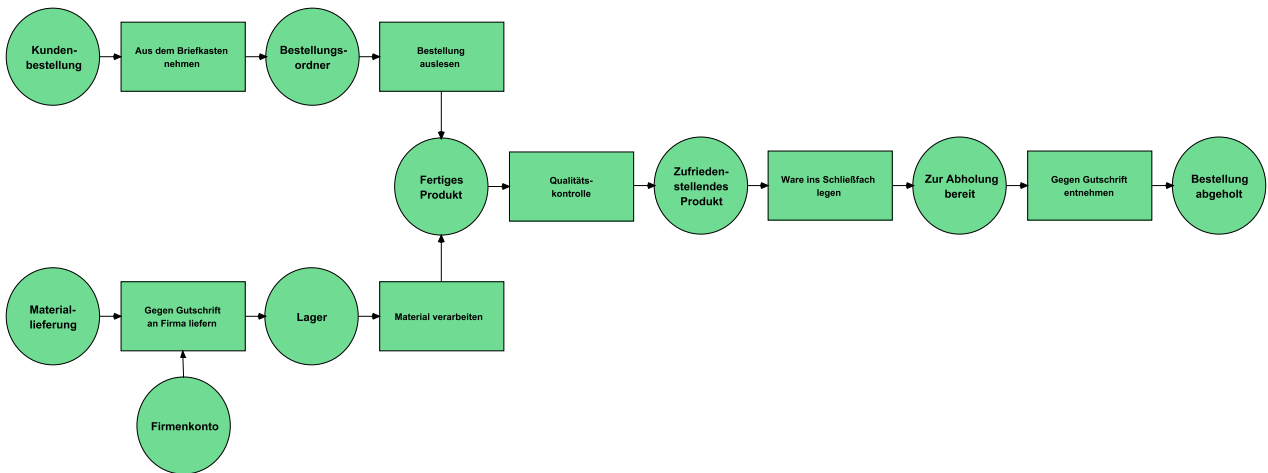 Kunden-
bestellung
Aus dem Briefkasten
nehmen
Bestellungs-
ordner
Bestellung
auslesen
Fertiges
Produkt
Qualitäts-
kontrolle
Zufrieden-
stellendes
Produkt
Ware ins Schließfach
legen
Zur Abholung
bereit
Gegen Gutschrift
entnehmen
Bestellung
abgeholt
Material-
lieferung
Gegen Gutschrift
an Firma liefern
Lager
Material verarbeiten
Firmenkonto